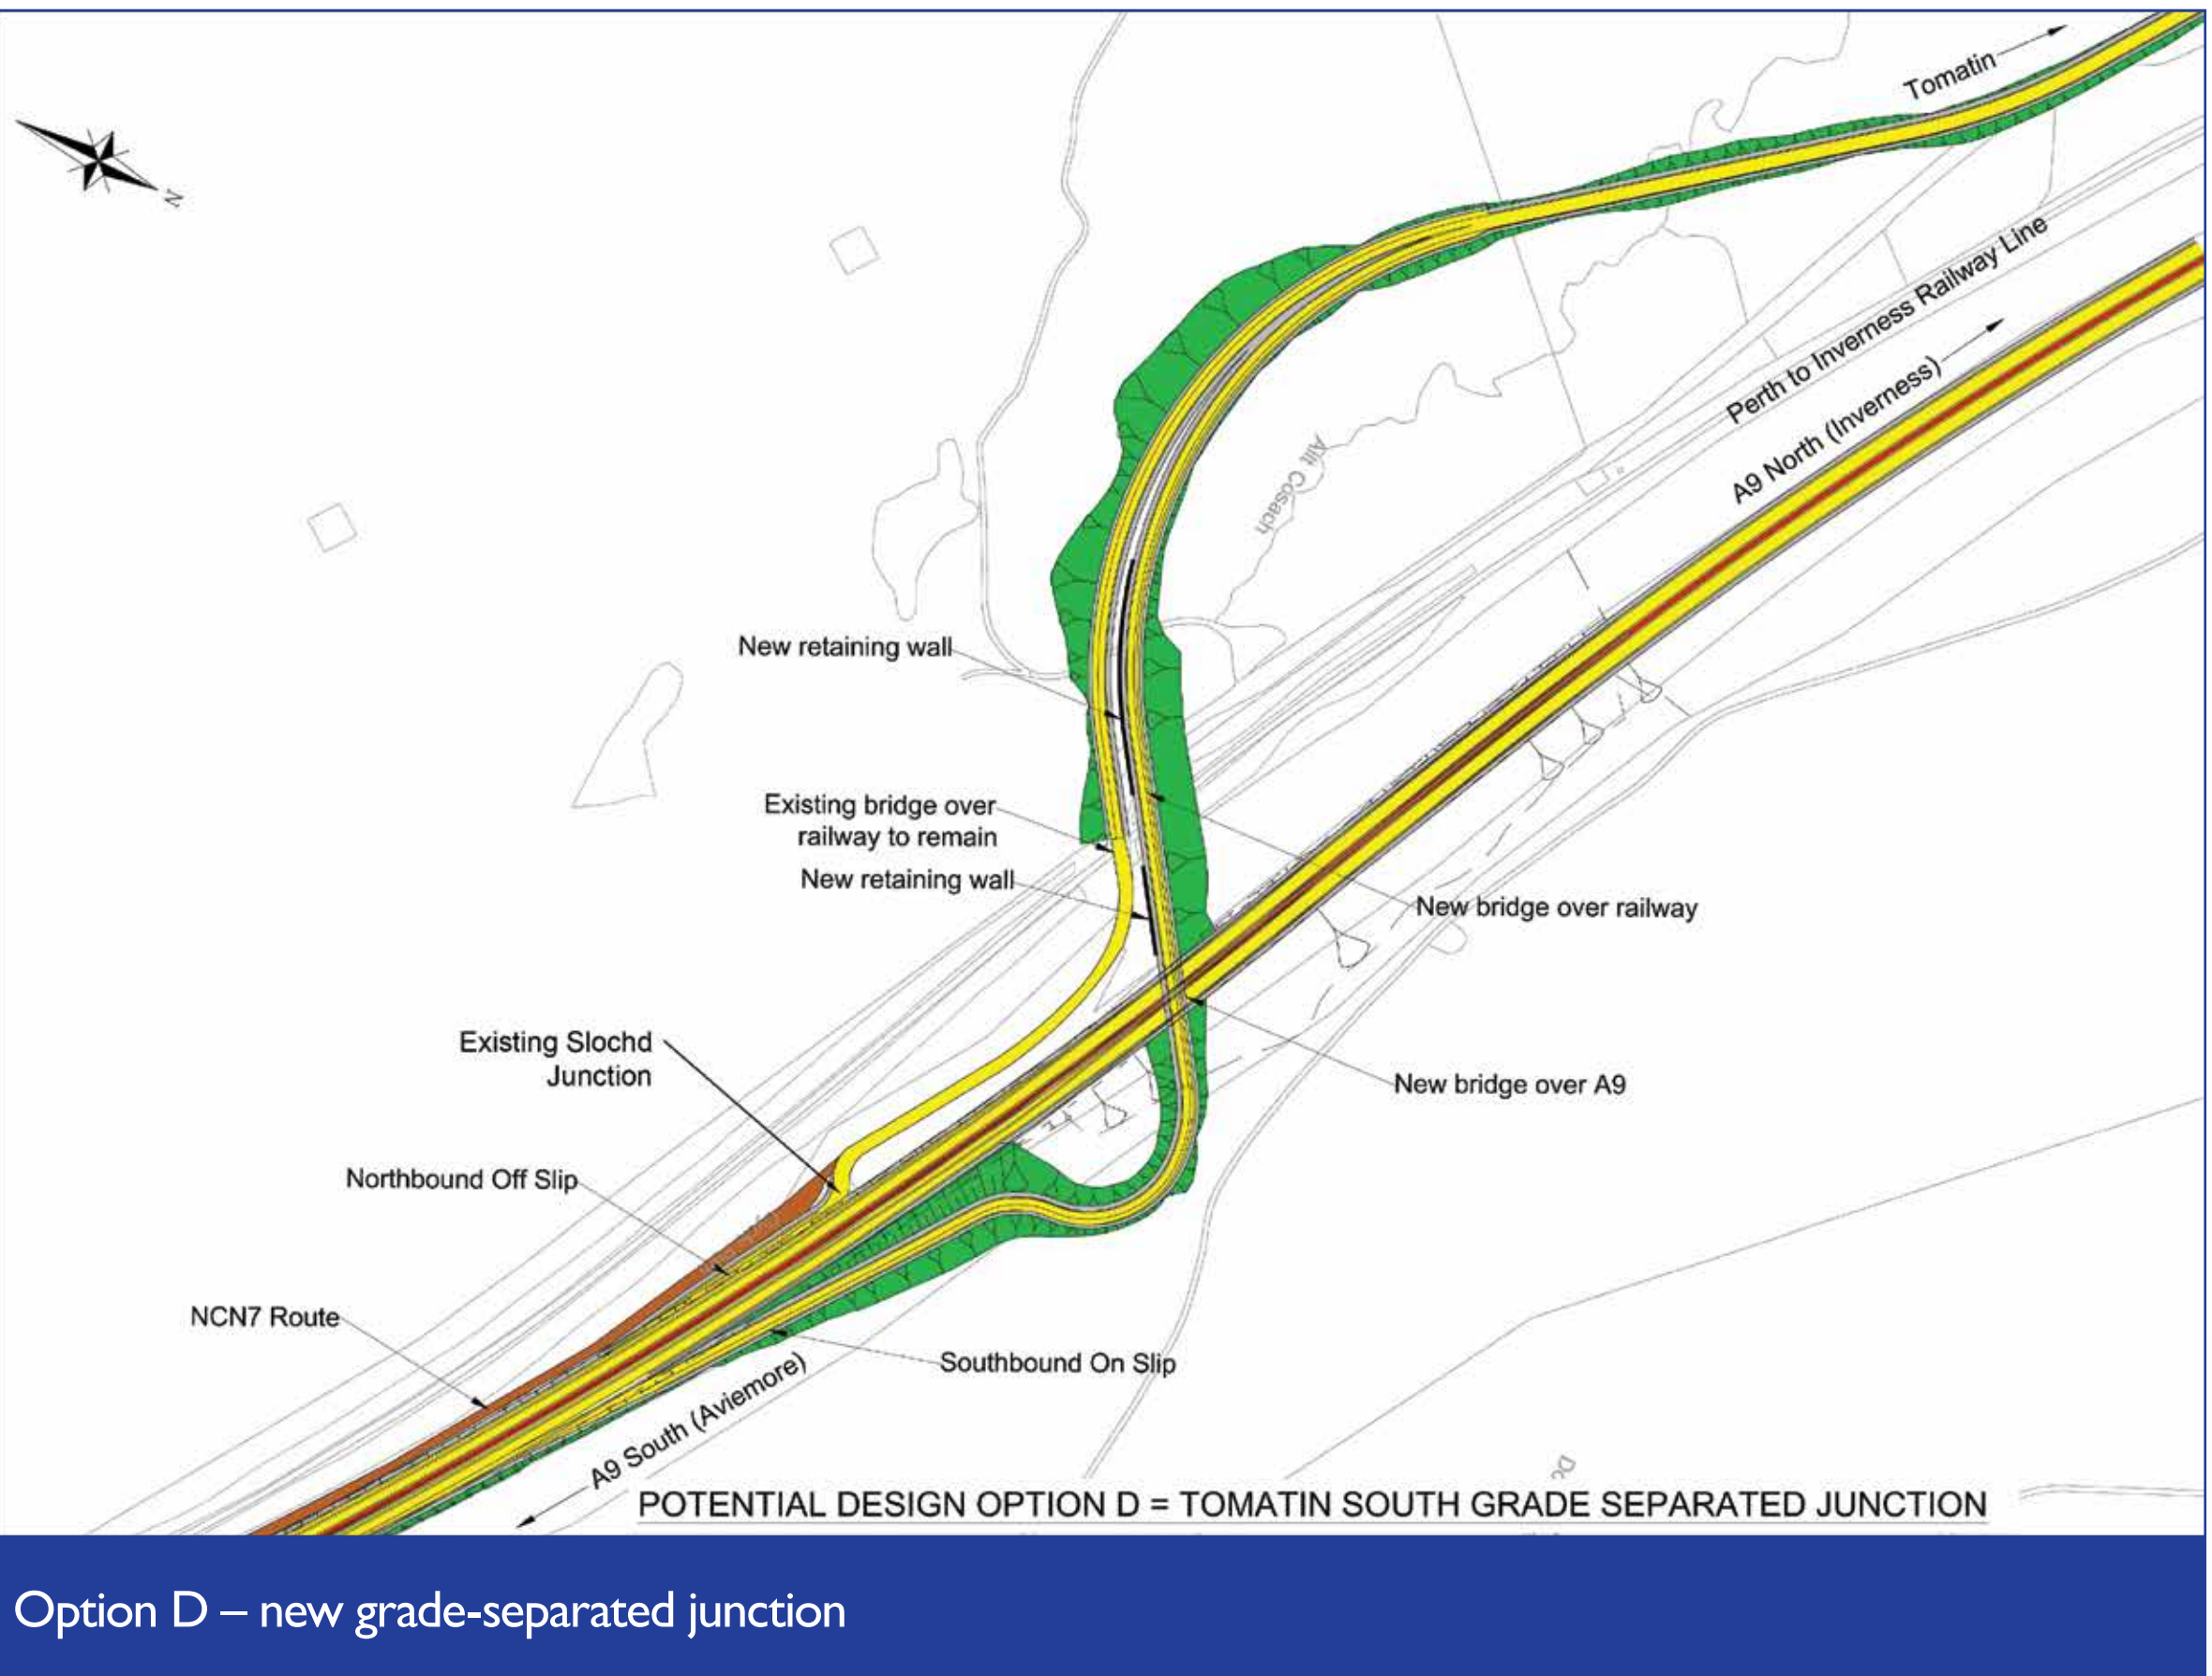 Tomatin
N
Perth to Inverness Railway Line
A9 North (Inverness)
Allt Cosach
New retaining wall
Existing bridge over
railway to remain
New retaining wall
New bridge over railway
Existing Slochd
Junction
New bridge over A9
Northbound Off Slip
NCN7 Route
Southbound On Slip
A9 South (Aviemore)
POTENTIAL DESIGN OPTION D = TOMATIN SOUTH GRADE SEPARATED JUNCTION
Option D – new grade-separated junction